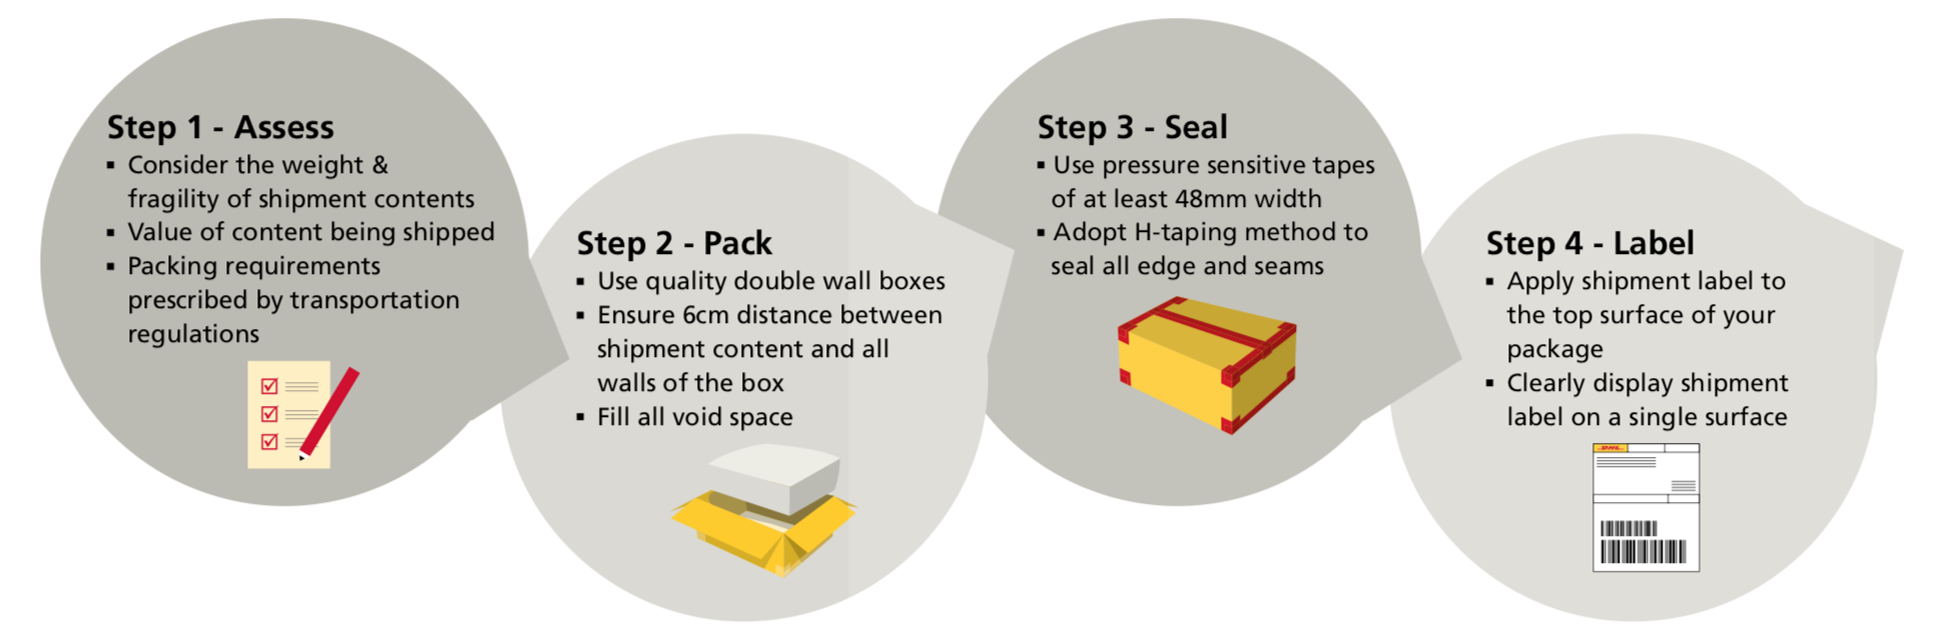 Step 1 - Assess
▪ Consider the weight &
fragility of shipment contents
▪ Value of content being shipped
▪ Packing requirements
prescribed by transportation
regulations
Step 2 - Pack
▪ Use quality double wall boxes
▪ Ensure 6cm distance between
shipment content and all
walls of the box
▪ Fill all void space
Step 3 - Seal
▪ Use pressure sensitive tapes
of at least 48mm width
▪ Adopt H-taping method to
seal all edge and seams
Step 4 - Label
▪ Apply shipment label to
the top surface of your
package
▪ Clearly display shipment
label on a single surface